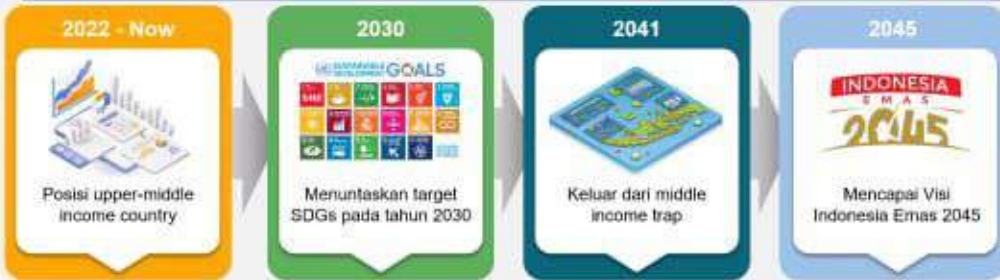 2022 - Now
Posisi upper-middle
income country
2030
SUSTAINABLE
DEVELOPMENT GOALS
Menuntaskan target
SDGs pada tahun 2030
2041
Keluar dari middle
income trap
2045
INDONESIA
EMAS
2045
Mencapai Visi
Indonesia Emas 2045